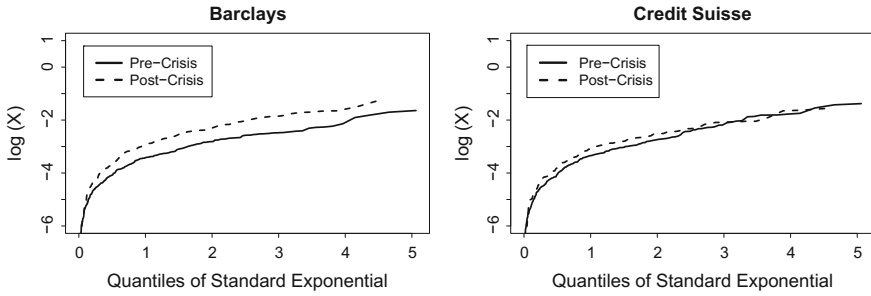 Barclays
1
0
−2
−4
−6
log (X)
Pre−Crisis
Post−Crisis
0 1 2 3 4 5
Quantiles of Standard Exponential
Credit Suisse
1
0
−2
−4
−6
log (X)
Pre−Crisis
Post−Crisis
0 1 2 3 4 5
Quantiles of Standard Exponential